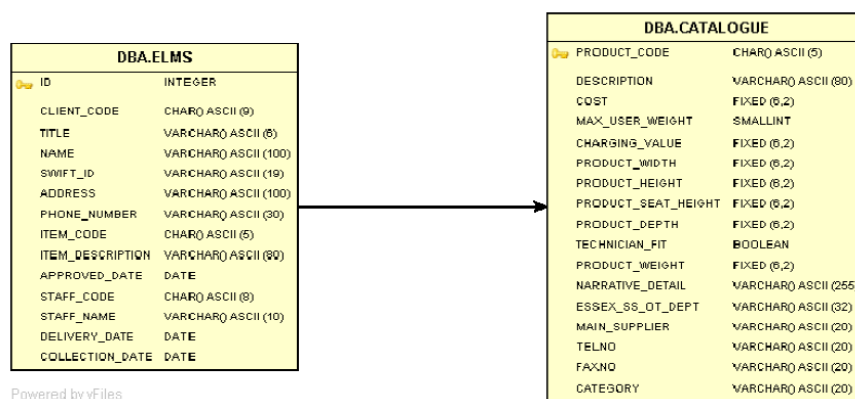 DBA.ELMS
ID INTEGER
CLIENT_CODE CHAR() ASCII (9)
TITLE VARCHAR() ASCII (6)
NAME VARCHAR() ASCII (100)
SWIFT_ID VARCHAR() ASCII (19)
ADDRESS VARCHAR() ASCII (100)
PHONE_NUMBER VARCHAR() ASCII (30)
ITEM_CODE CHAR() ASCII (5)
ITEM_DESCRIPTION VARCHAR() ASCII (80)
APPROVED_DATE DATE
STAFF_CODE CHAR() ASCII (8)
STAFF_NAME VARCHAR() ASCII (10)
DELIVERY_DATE DATE
COLLECTION_DATE DATE
Powered by yFiles
DBA.CATALOGUE
PRODUCT_CODE CHAR() ASCII (5)
DESCRIPTION VARCHAR() ASCII (80)
COST FIXED (6,2)
MAX_USER_WEIGHT SMALLINT
CHARGING_VALUE FIXED (6,2)
PRODUCT_WIDTH FIXED (6,2)
PRODUCT_HEIGHT FIXED (6,2)
PRODUCT_SEAT_HEIGHT FIXED (6,2)
PRODUCT_DEPTH FIXED (6,2)
TECHNICIAN_FIT BOOLEAN
PRODUCT_WEIGHT FIXED (6,2)
NARRATIVE_DETAIL VARCHAR() ASCII (255
ESSEX_SS_OT_DEPT VARCHAR() ASCII (32)
MAIN_SUPPLIER VARCHAR() ASCII (20)
TELNO VARCHAR() ASCII (20)
FAXNO VARCHAR() ASCII (20)
CATEGORY VARCHAR() ASCII (20)